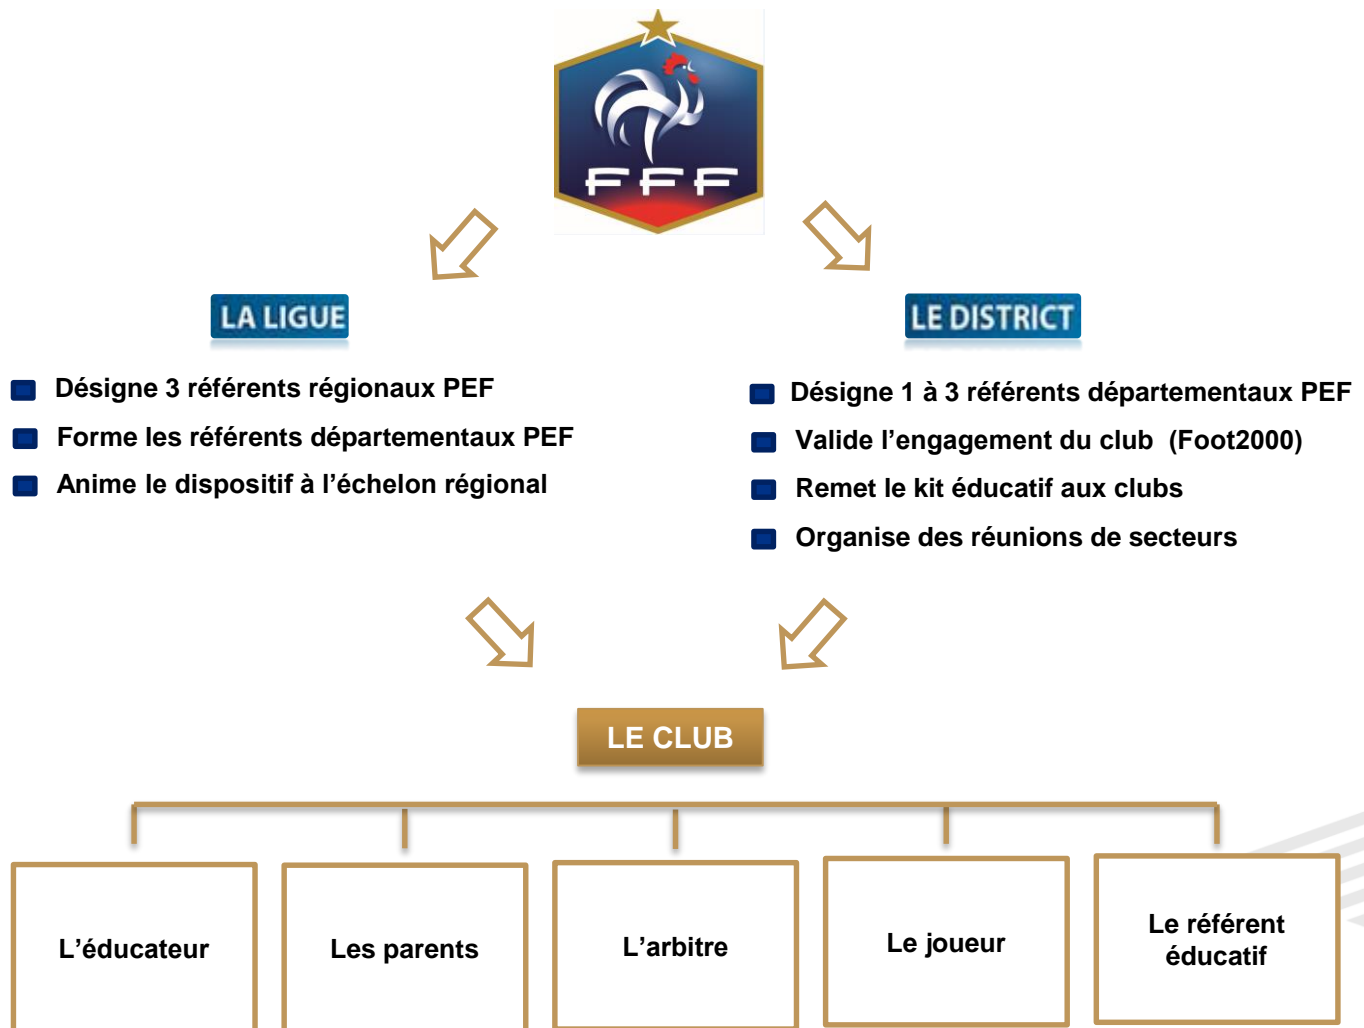 FFF
LA LIGUE
Désigne 3 référents régionaux PEF
Forme les référents départementaux PEF
Anime le dispositif à l’échelon régional
LE DISTRICT
Désigne 1 à 3 référents départementaux PEF
Valide l’engagement du club (Foot2000)
Remet le kit éducatif aux clubs
Organise des réunions de secteurs
LE CLUB
L’éducateur
Les parents
L’arbitre
Le joueur
Le référent
éducatif